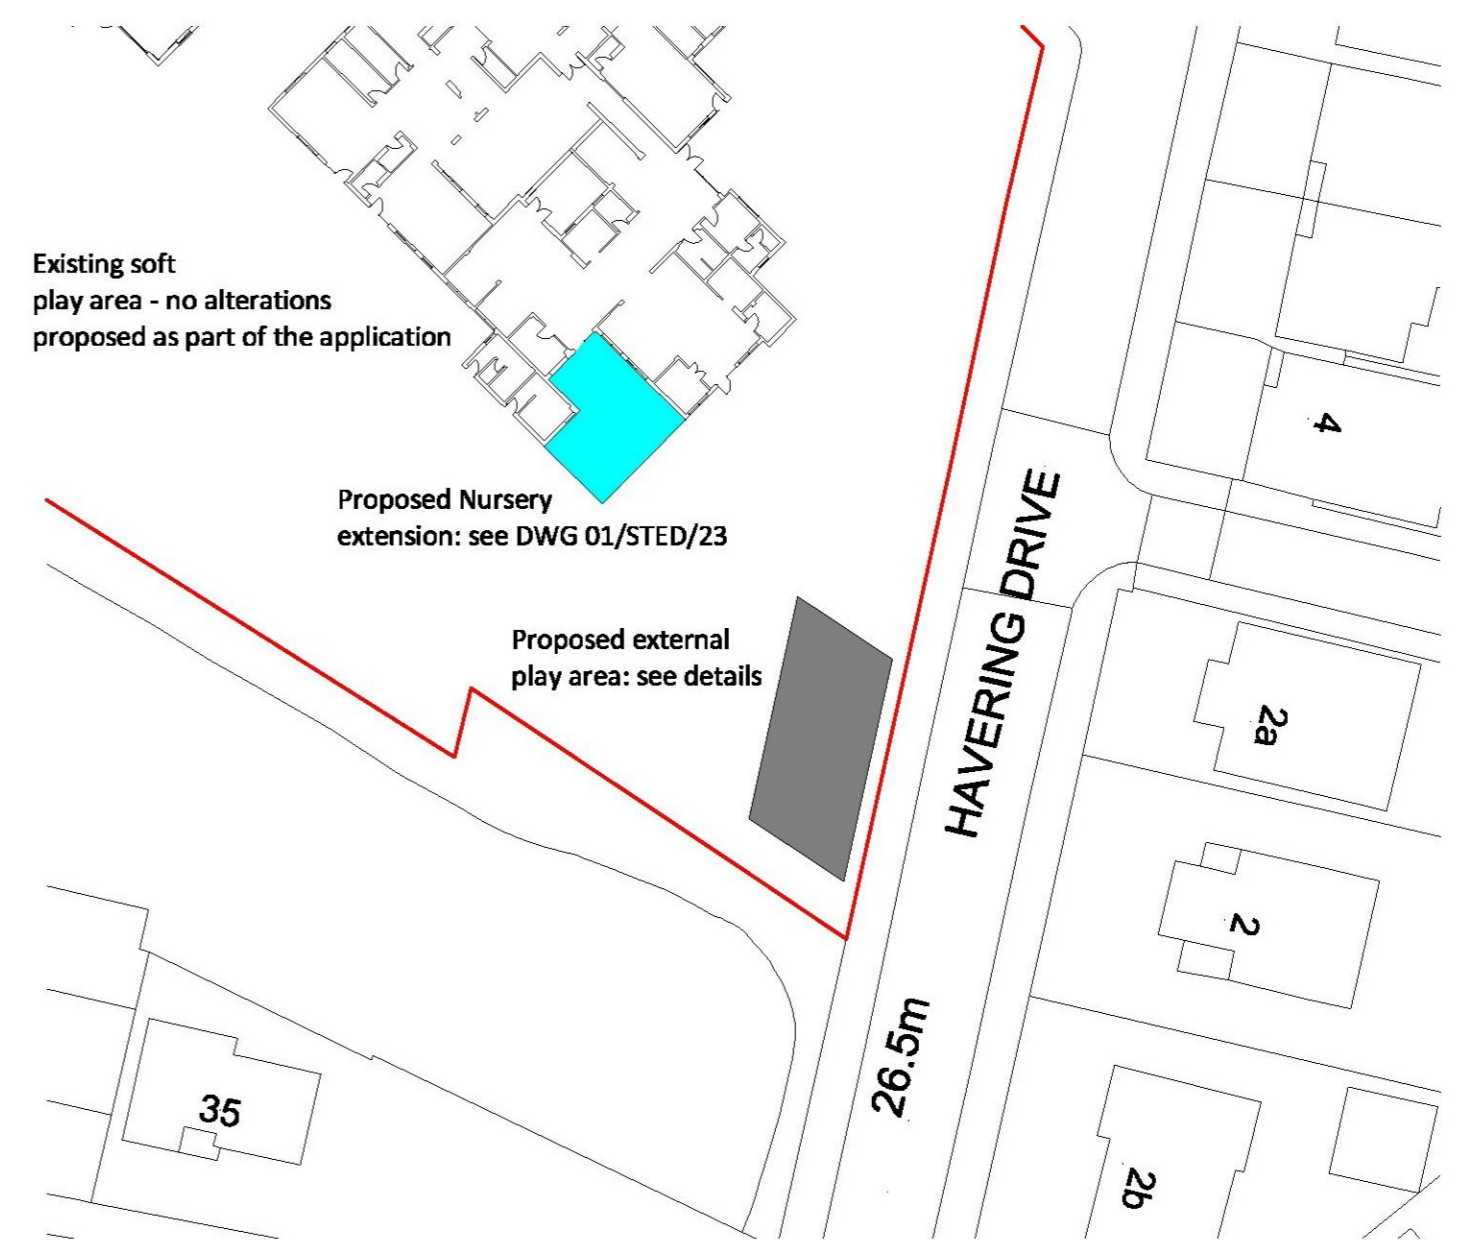 Existing soft
play area - no alterations
proposed as part of the application
4
Proposed Nursery
extension: see DWG 01/STED/23
HAVERING DRIVE
Proposed external
play area: see details
2a
2
26.5m
35
2b